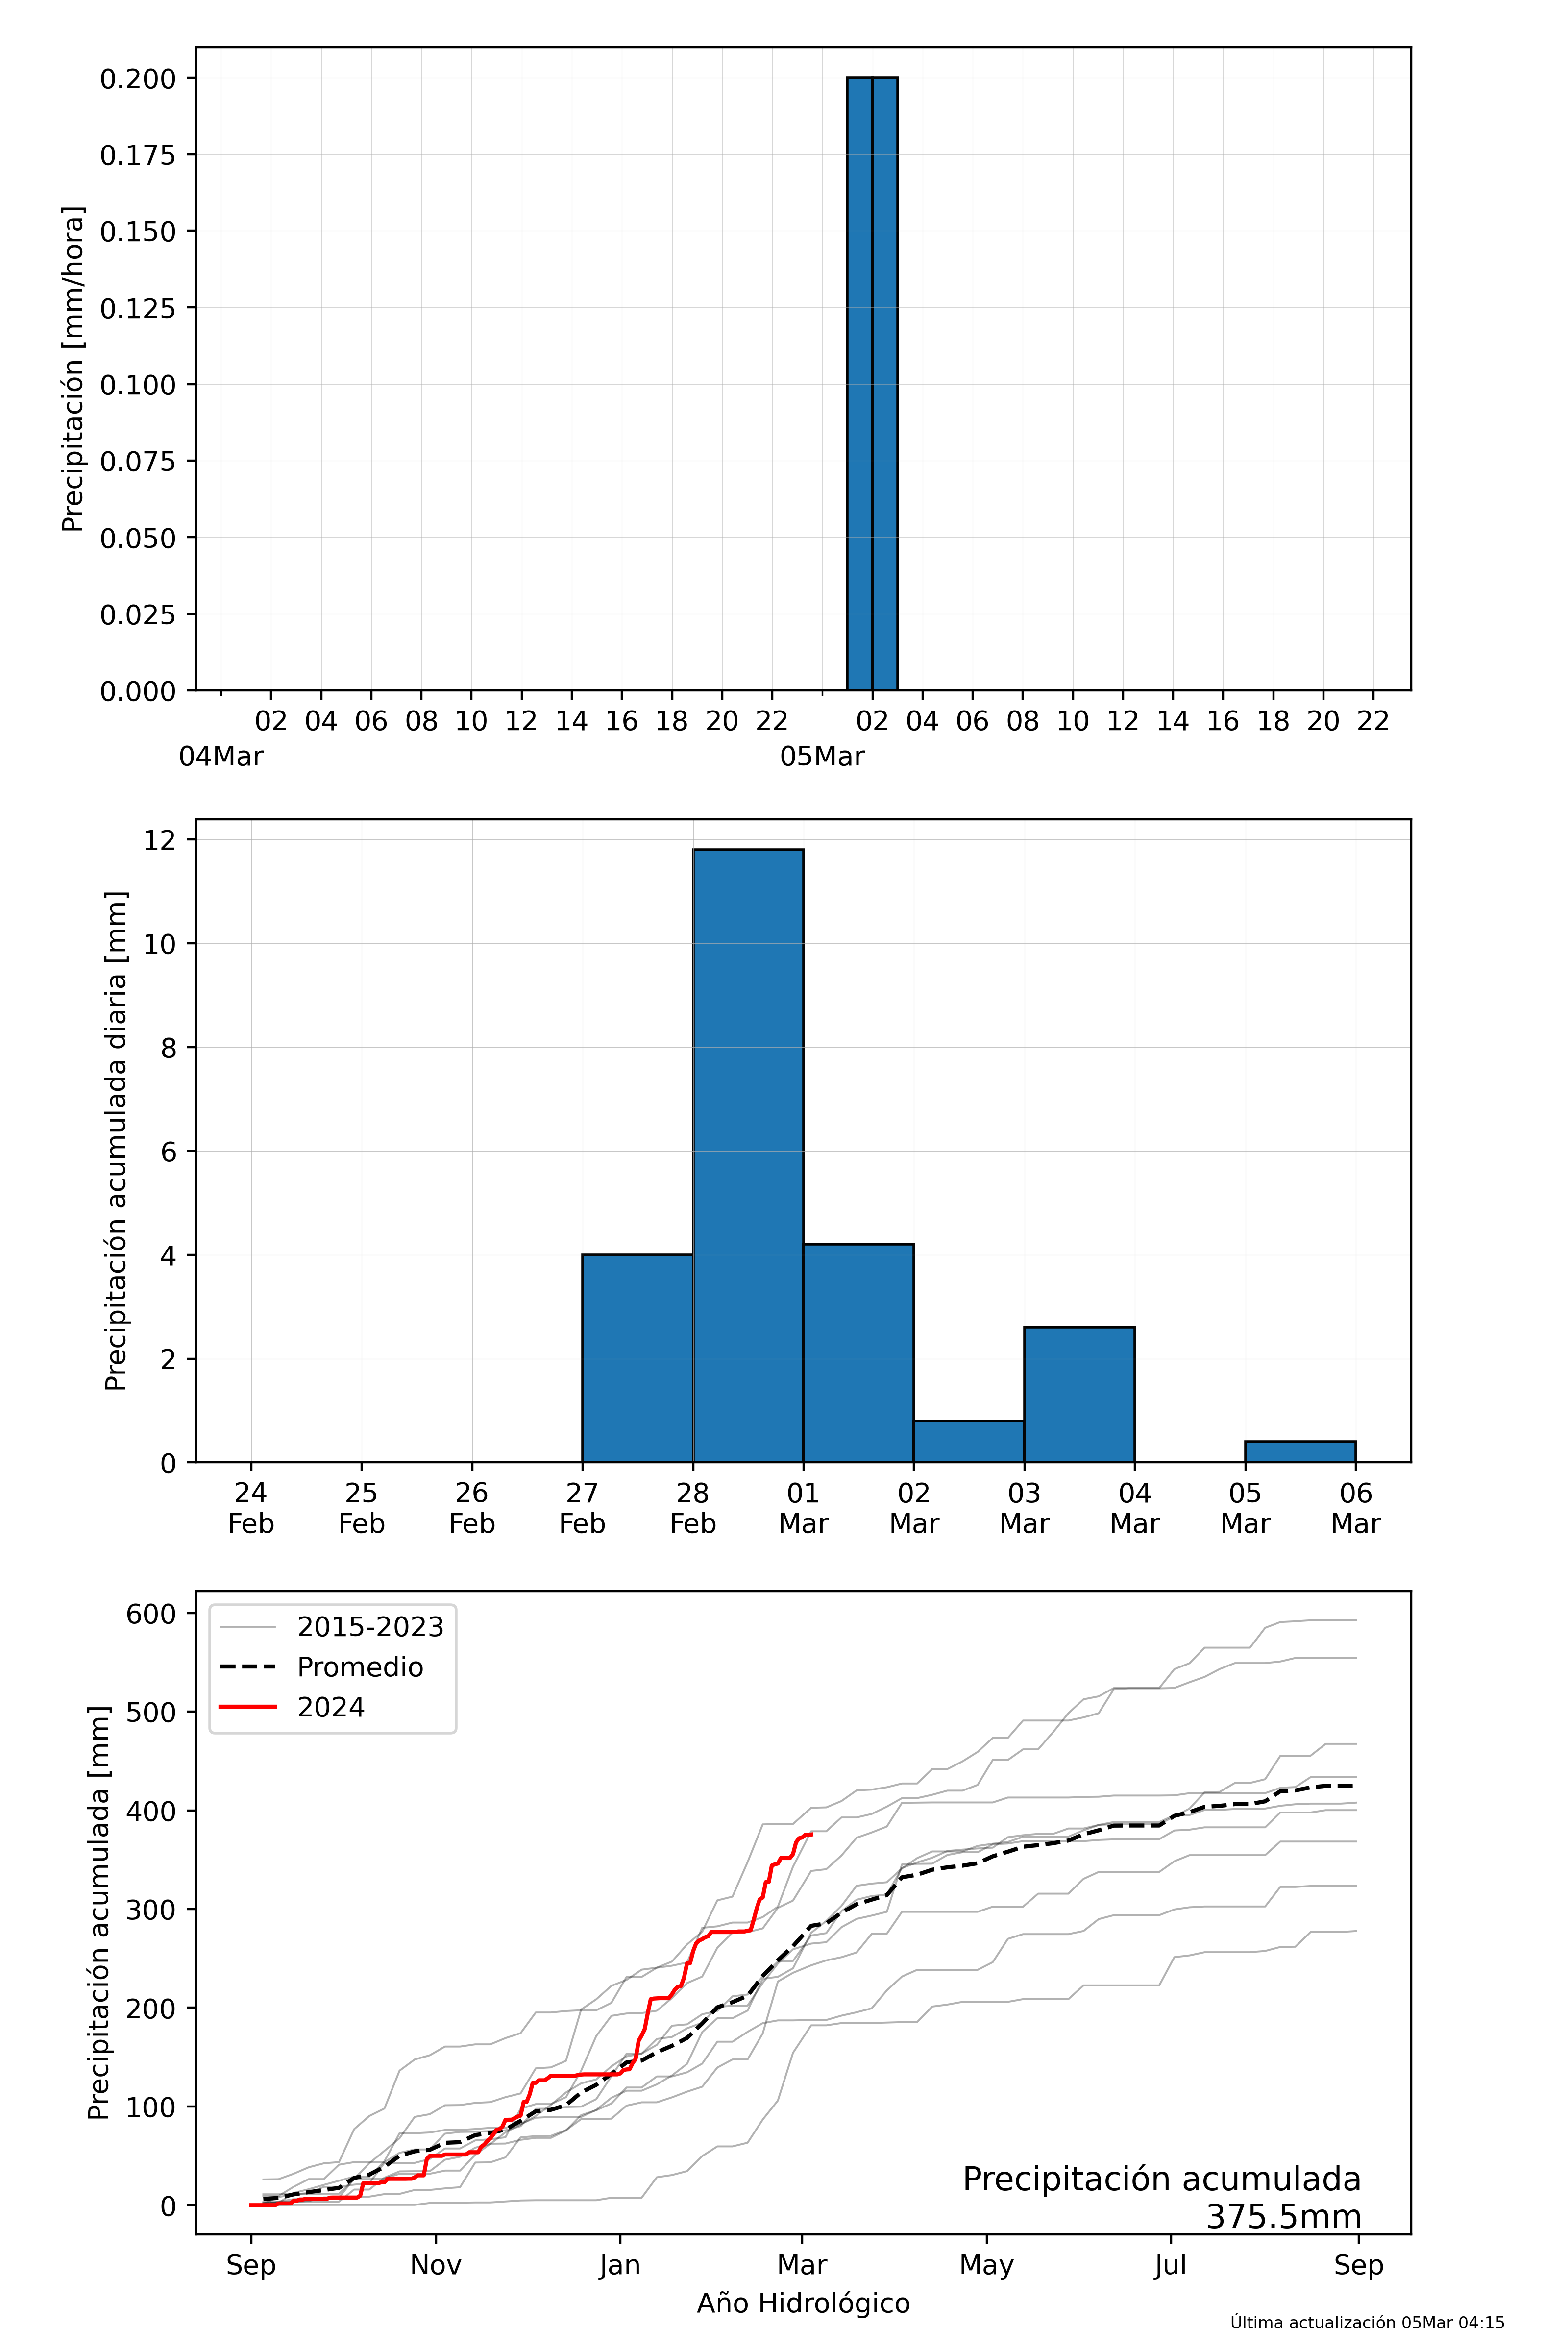 0.200
0.175
0.150
0.125
0.100
0.075
0.050
0.025
0.000
Precipitación [mm/hora]
02 04 06 08 10 12 14 16 18 20 22 02 04 06 08 10 12 14 16 18 20 22
04Mar 05Mar
12
10
8
6
4
2
0
Precipitación acumulada diaria [mm]
24 25 26 27 28 01 02 03 04 05 06
Feb Feb Feb Feb Feb Mar Mar Mar Mar Mar Mar
600
500
400
300
200
100
0
Precipitación acumulada [mm]
2015-2023
Promedio
2024
Precipitación acumulada
375.5mm
Sep Nov Jan Mar May Jul Sep
Año Hidrológico
Última actualización 05Mar 04:15